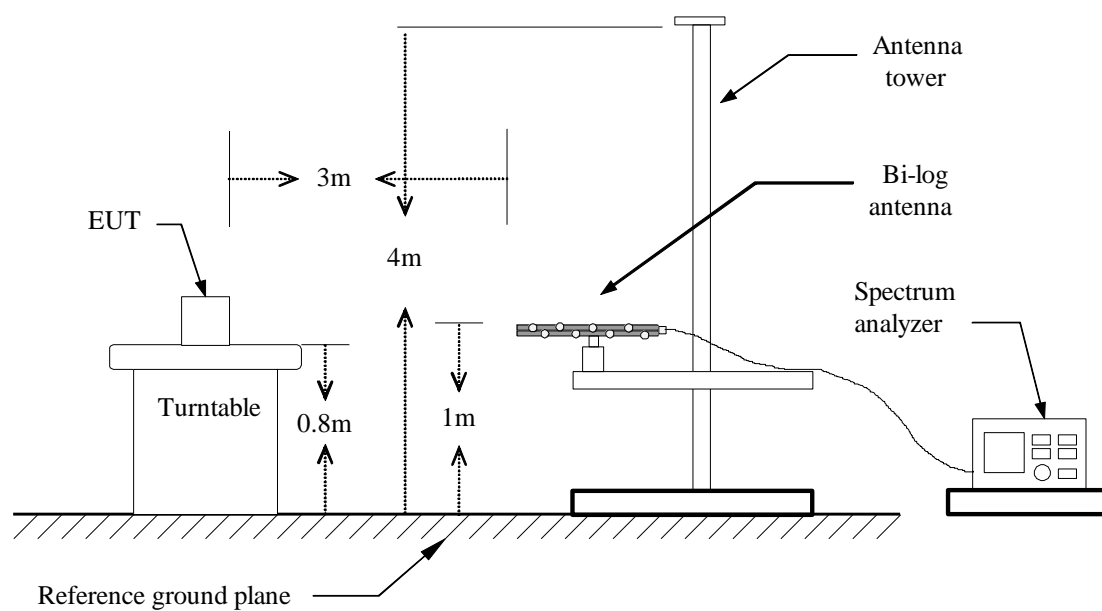 Antenna
tower
3m
Bi-log
antenna
EUT
4m
Spectrum
analyzer
Turntable
0.8m
1m
Reference ground plane